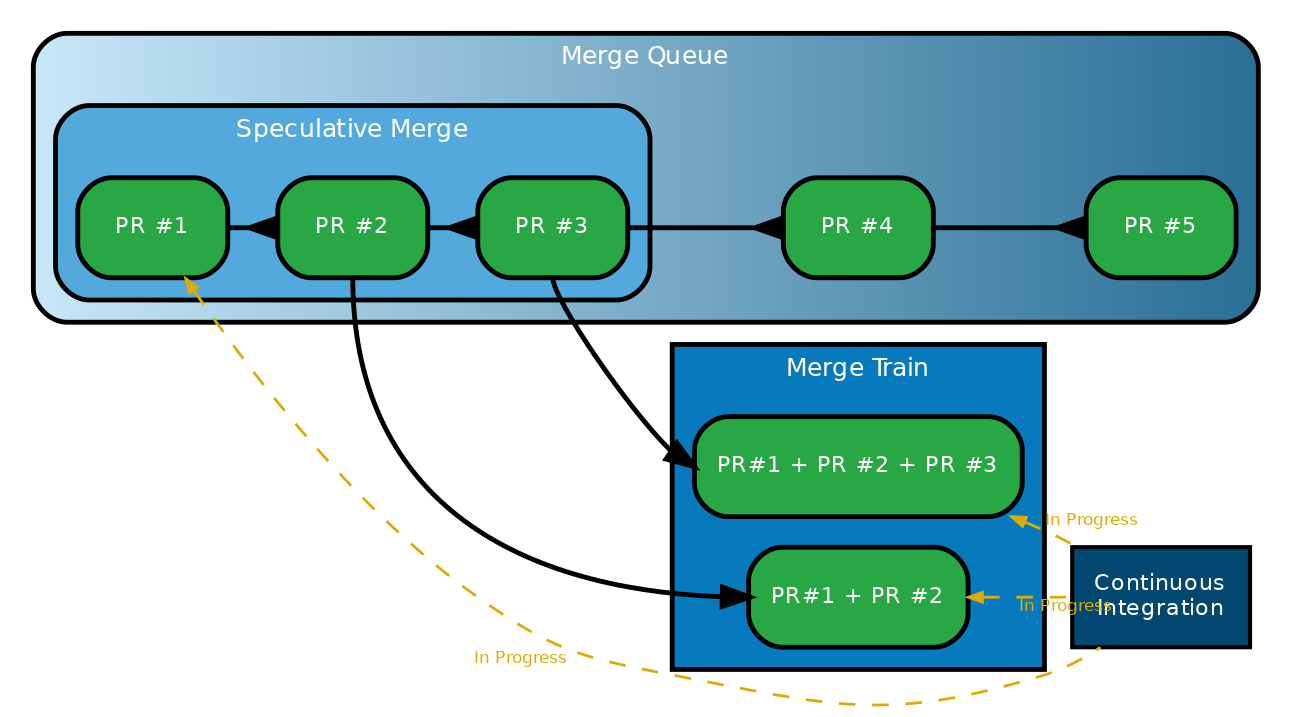 Merge Queue
Speculative Merge
PR #1
PR #2
PR #3
PR #4
PR #5
Merge Train
PR#1 + PR #2 + PR #3
In Progress
Continuous
Integration
PR#1 + PR #2
In Progress
In Progress